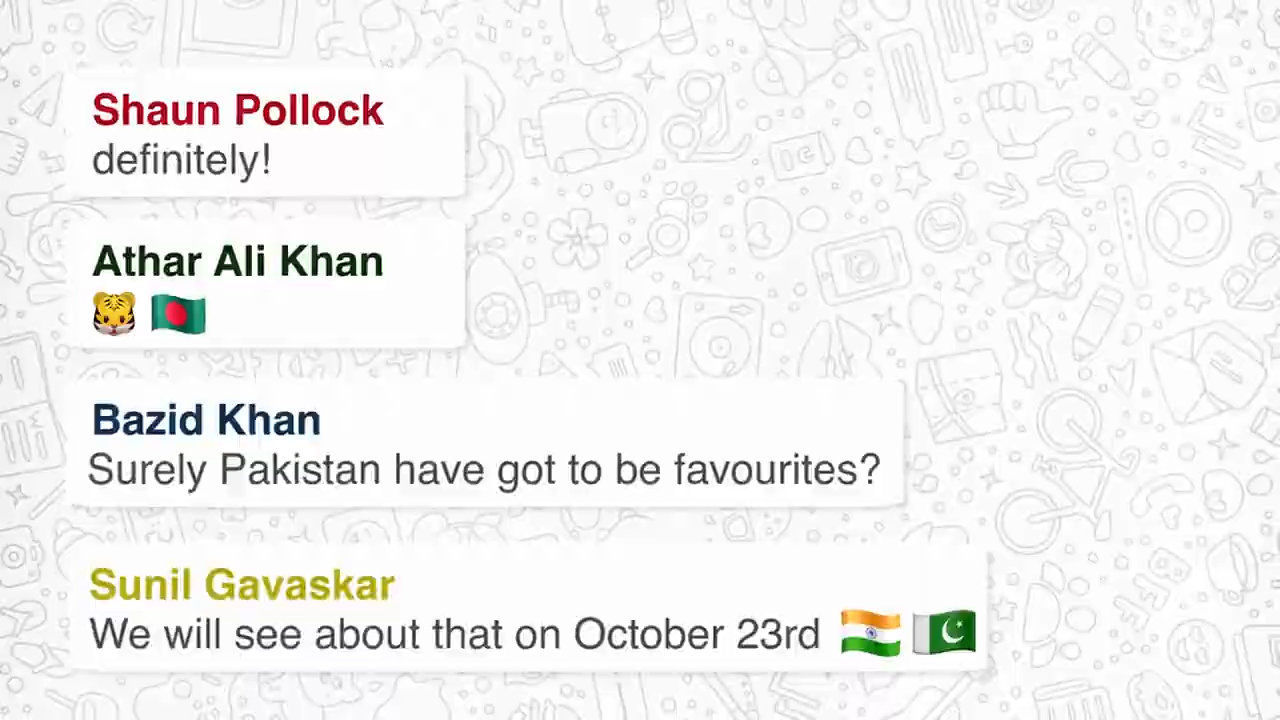 Shaun Pollock
definitely!
Athar Ali Khan
🐯 🇧🇩
Bazid Khan
Surely Pakistan have got to be favourites?
Sunil Gavaskar
We will see about that on October 23rd 🇮🇳 🇵🇰